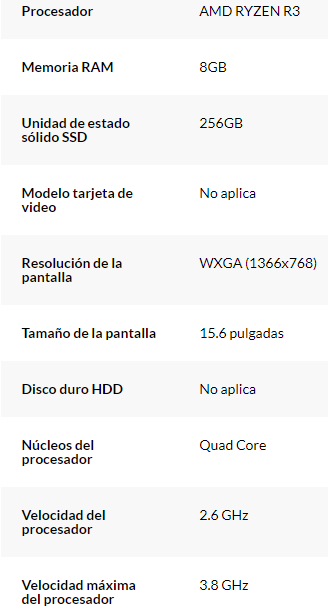 Procesador AMD RYZEN R3
Memoria RAM 8GB
Unidad de estado 256GB
sólido SSD
Modelo tarjeta de No aplica
video
Resolución de la WXGA (1366x768)
pantalla
Tamaño de la pantalla 15.6 pulgadas
Disco duro HDD No aplica
Núcleos del Quad Core
procesador
Velocidad del 2.6 GHz
procesador
Velocidad máxima 3.8 GHz
del procesador